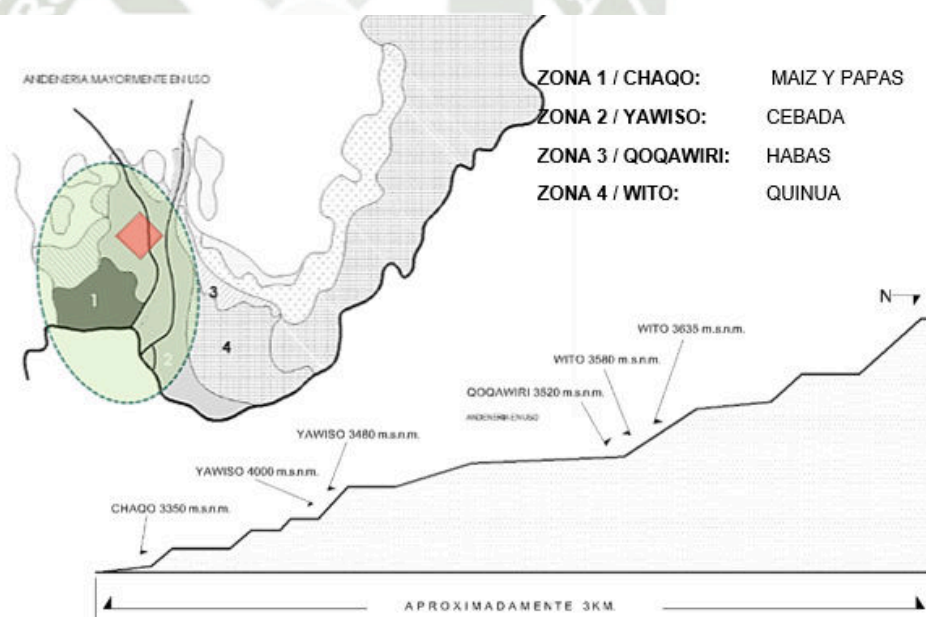 ANDENERIA MAYORMENTE EN USO
ZONA 1 / CHAQO: MAIZ Y PAPAS
ZONA 2 / YAWISO: CEBADA
ZONA 3 / QOQAWIRI: HABAS
ZONA 4 / WITO: QUINUA
1
2
3
4
N
WITO 3635 m.s.n.m.
WITO 3580 m.s.n.m.
QOQAWIRI 3520 m.s.n.m.
ANDENERIA EN USO
YAWISO 3480 m.s.n.m.
YAWISO 4000 m.s.n.m.
CHAQO 3350 m.s.n.m.
APROXIMADAMENTE 3KM.